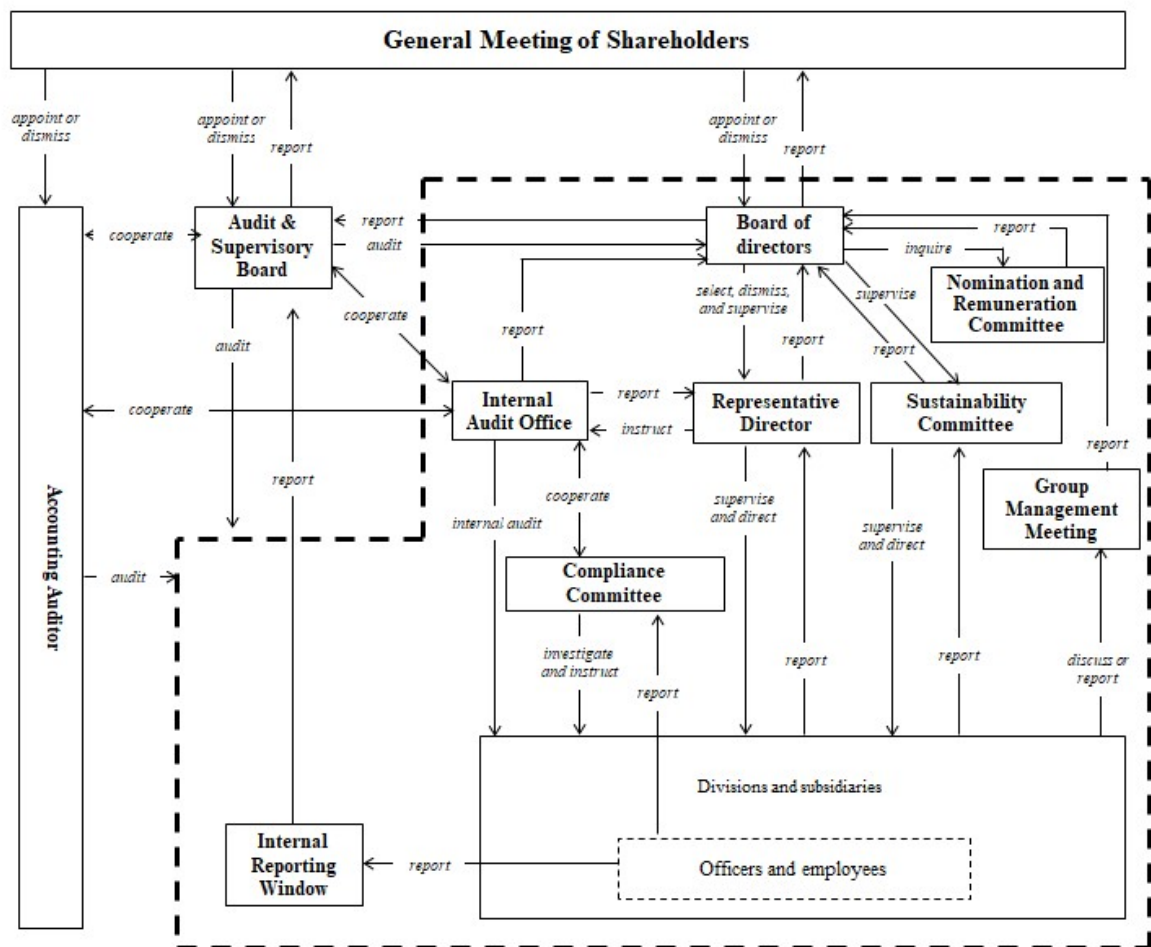 General Meeting of Shareholders
appoint or
dismiss
appoint or
dismiss
report
appoint or
dismiss
report
cooperate
Audit &
Supervisory
Board
report
audit
Board of
directors
report
inquire
Nomination and
Remuneration
Committee
cooperate
select, dismiss,
and supervise
supervise
report
report
report
audit
cooperate
Internal
Audit Office
report
instruct
Representative
Director
Sustainability
Committee
report
Group
Management
Meeting
report
Accounting Auditor
internal audit
cooperate
supervise
and direct
supervise
and direct
audit
Compliance
Committee
investigate
and instruct
report
report
report
discuss or
report
Divisions and subsidiaries
Internal
Reporting
Window
report
Officers and employees